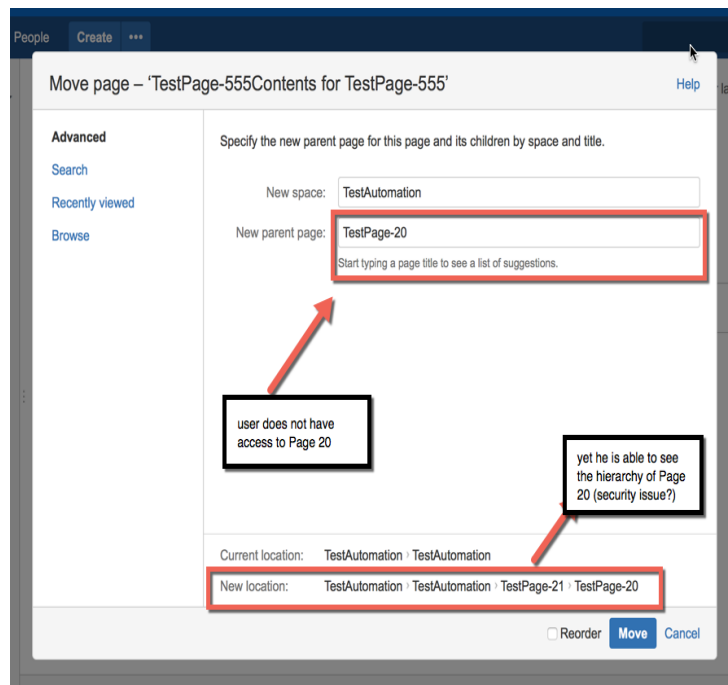 People Create •••
Move page – ‘TestPage-555Contents for TestPage-555’
Help
la
Advanced
Search
Recently viewed
Browse
Specify the new parent page for this page and its children by space and title.
New space: TestAutomation
New parent page: TestPage-20
Start typing a page title to see a list of suggestions.
user does not have
access to Page 20
yet he is able to see
the hierarchy of Page
20 (security issue?)
Current location: TestAutomation › TestAutomation
New location: TestAutomation › TestAutomation › TestPage-21 › TestPage-20
Reorder Move Cancel